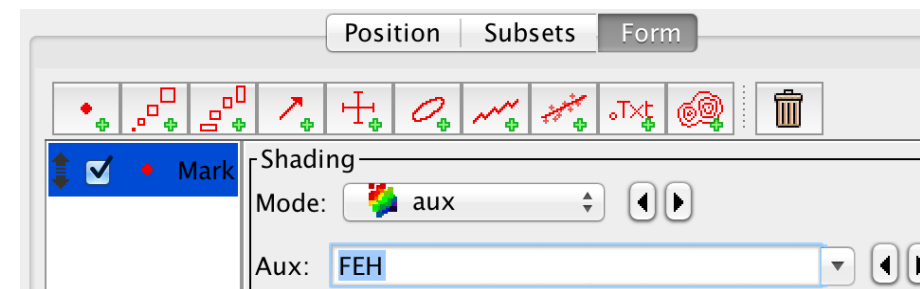 Position Subsets Form
Txt
Shading
Mark
Mode: aux
Aux: FEH